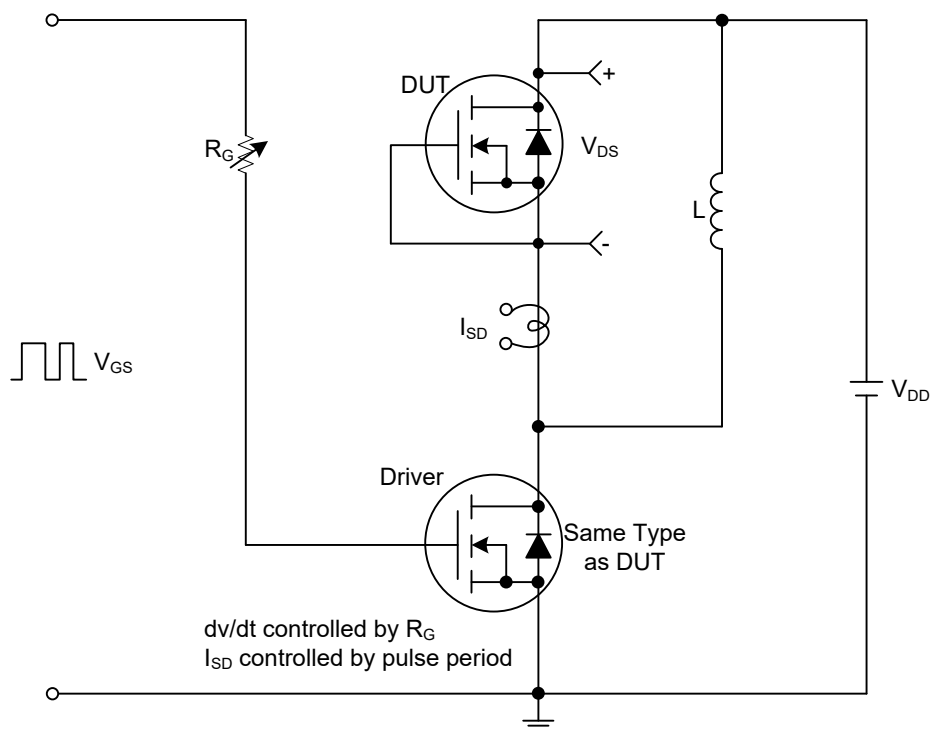 DUT
+
R_G
V_DS
L
-
I_SD
V_GS
V_DD
Driver
Same Type
as DUT
dv/dt controlled by R_G
I_SD controlled by pulse period